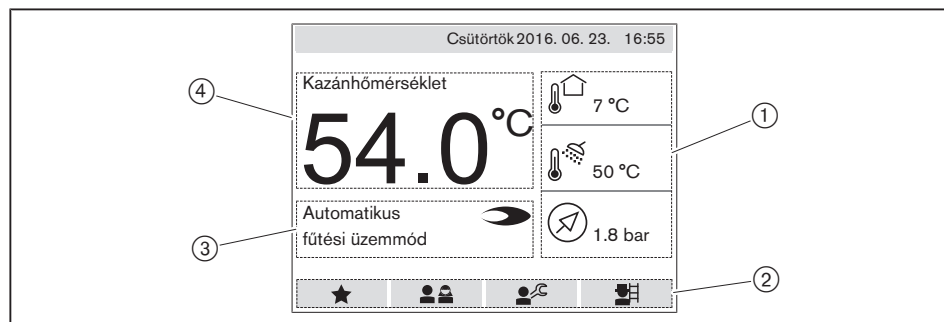 Csütörtök 2016. 06. 23. 16:55
Kazánhőmérséklet
54.0 °C
7 °C
50 °C
1.8 bar
Automatikus
fűtési üzemmód
4
1
3
2